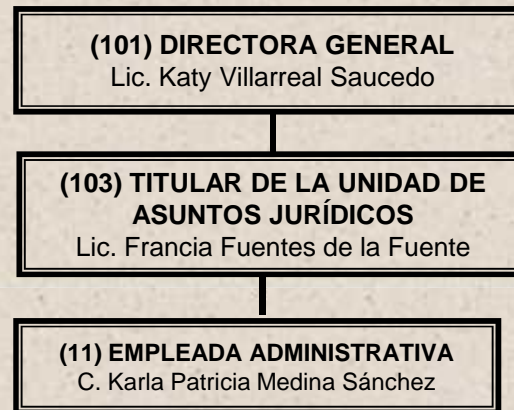 (101) DIRECTORA GENERAL
Lic. Katy Villarreal Saucedo
(103) TITULAR DE LA UNIDAD DE
ASUNTOS JURÍDICOS
Lic. Francia Fuentes de la Fuente
(11) EMPLEADA ADMINISTRATIVA
C. Karla Patricia Medina Sánchez